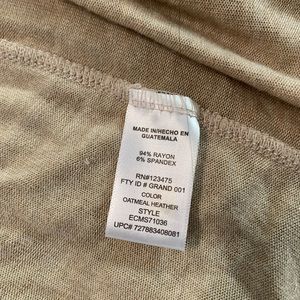 MADE IN/HECHO EN
GUATEMALA
94% RAYON
6% SPANDEX
RN#123475
FTY ID # GRAND 001
COLOR
OATMEAL HEATHER
STYLE
ECMS71036
UPC# 727883408081